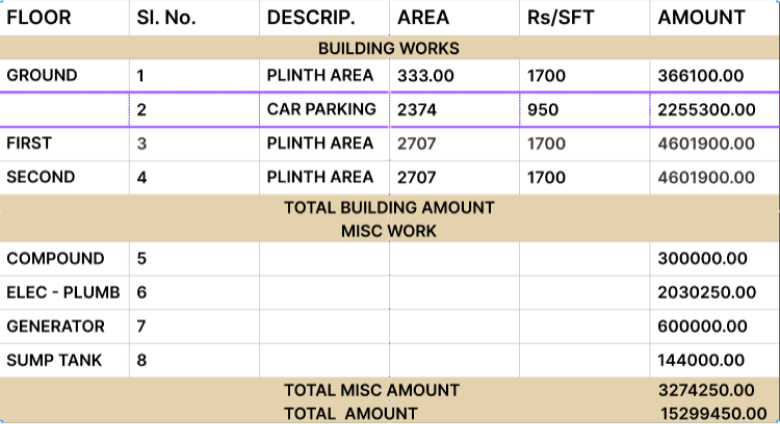 FLOOR Sl. No. DESCRIP. AREA Rs/SFT AMOUNT
BUILDING WORKS
GROUND 1 PLINTH AREA 333.00 1700 366100.00
2 CAR PARKING 2374 950 2255300.00
FIRST 3 PLINTH AREA 2707 1700 4601900.00
SECOND 4 PLINTH AREA 2707 1700 4601900.00
TOTAL BUILDING AMOUNT
MISC WORK
COMPOUND 5 300000.00
ELEC - PLUMB 6 2030250.00
GENERATOR 7 600000.00
SUMP TANK 8 144000.00
TOTAL MISC AMOUNT 3274250.00
TOTAL AMOUNT 15299450.00